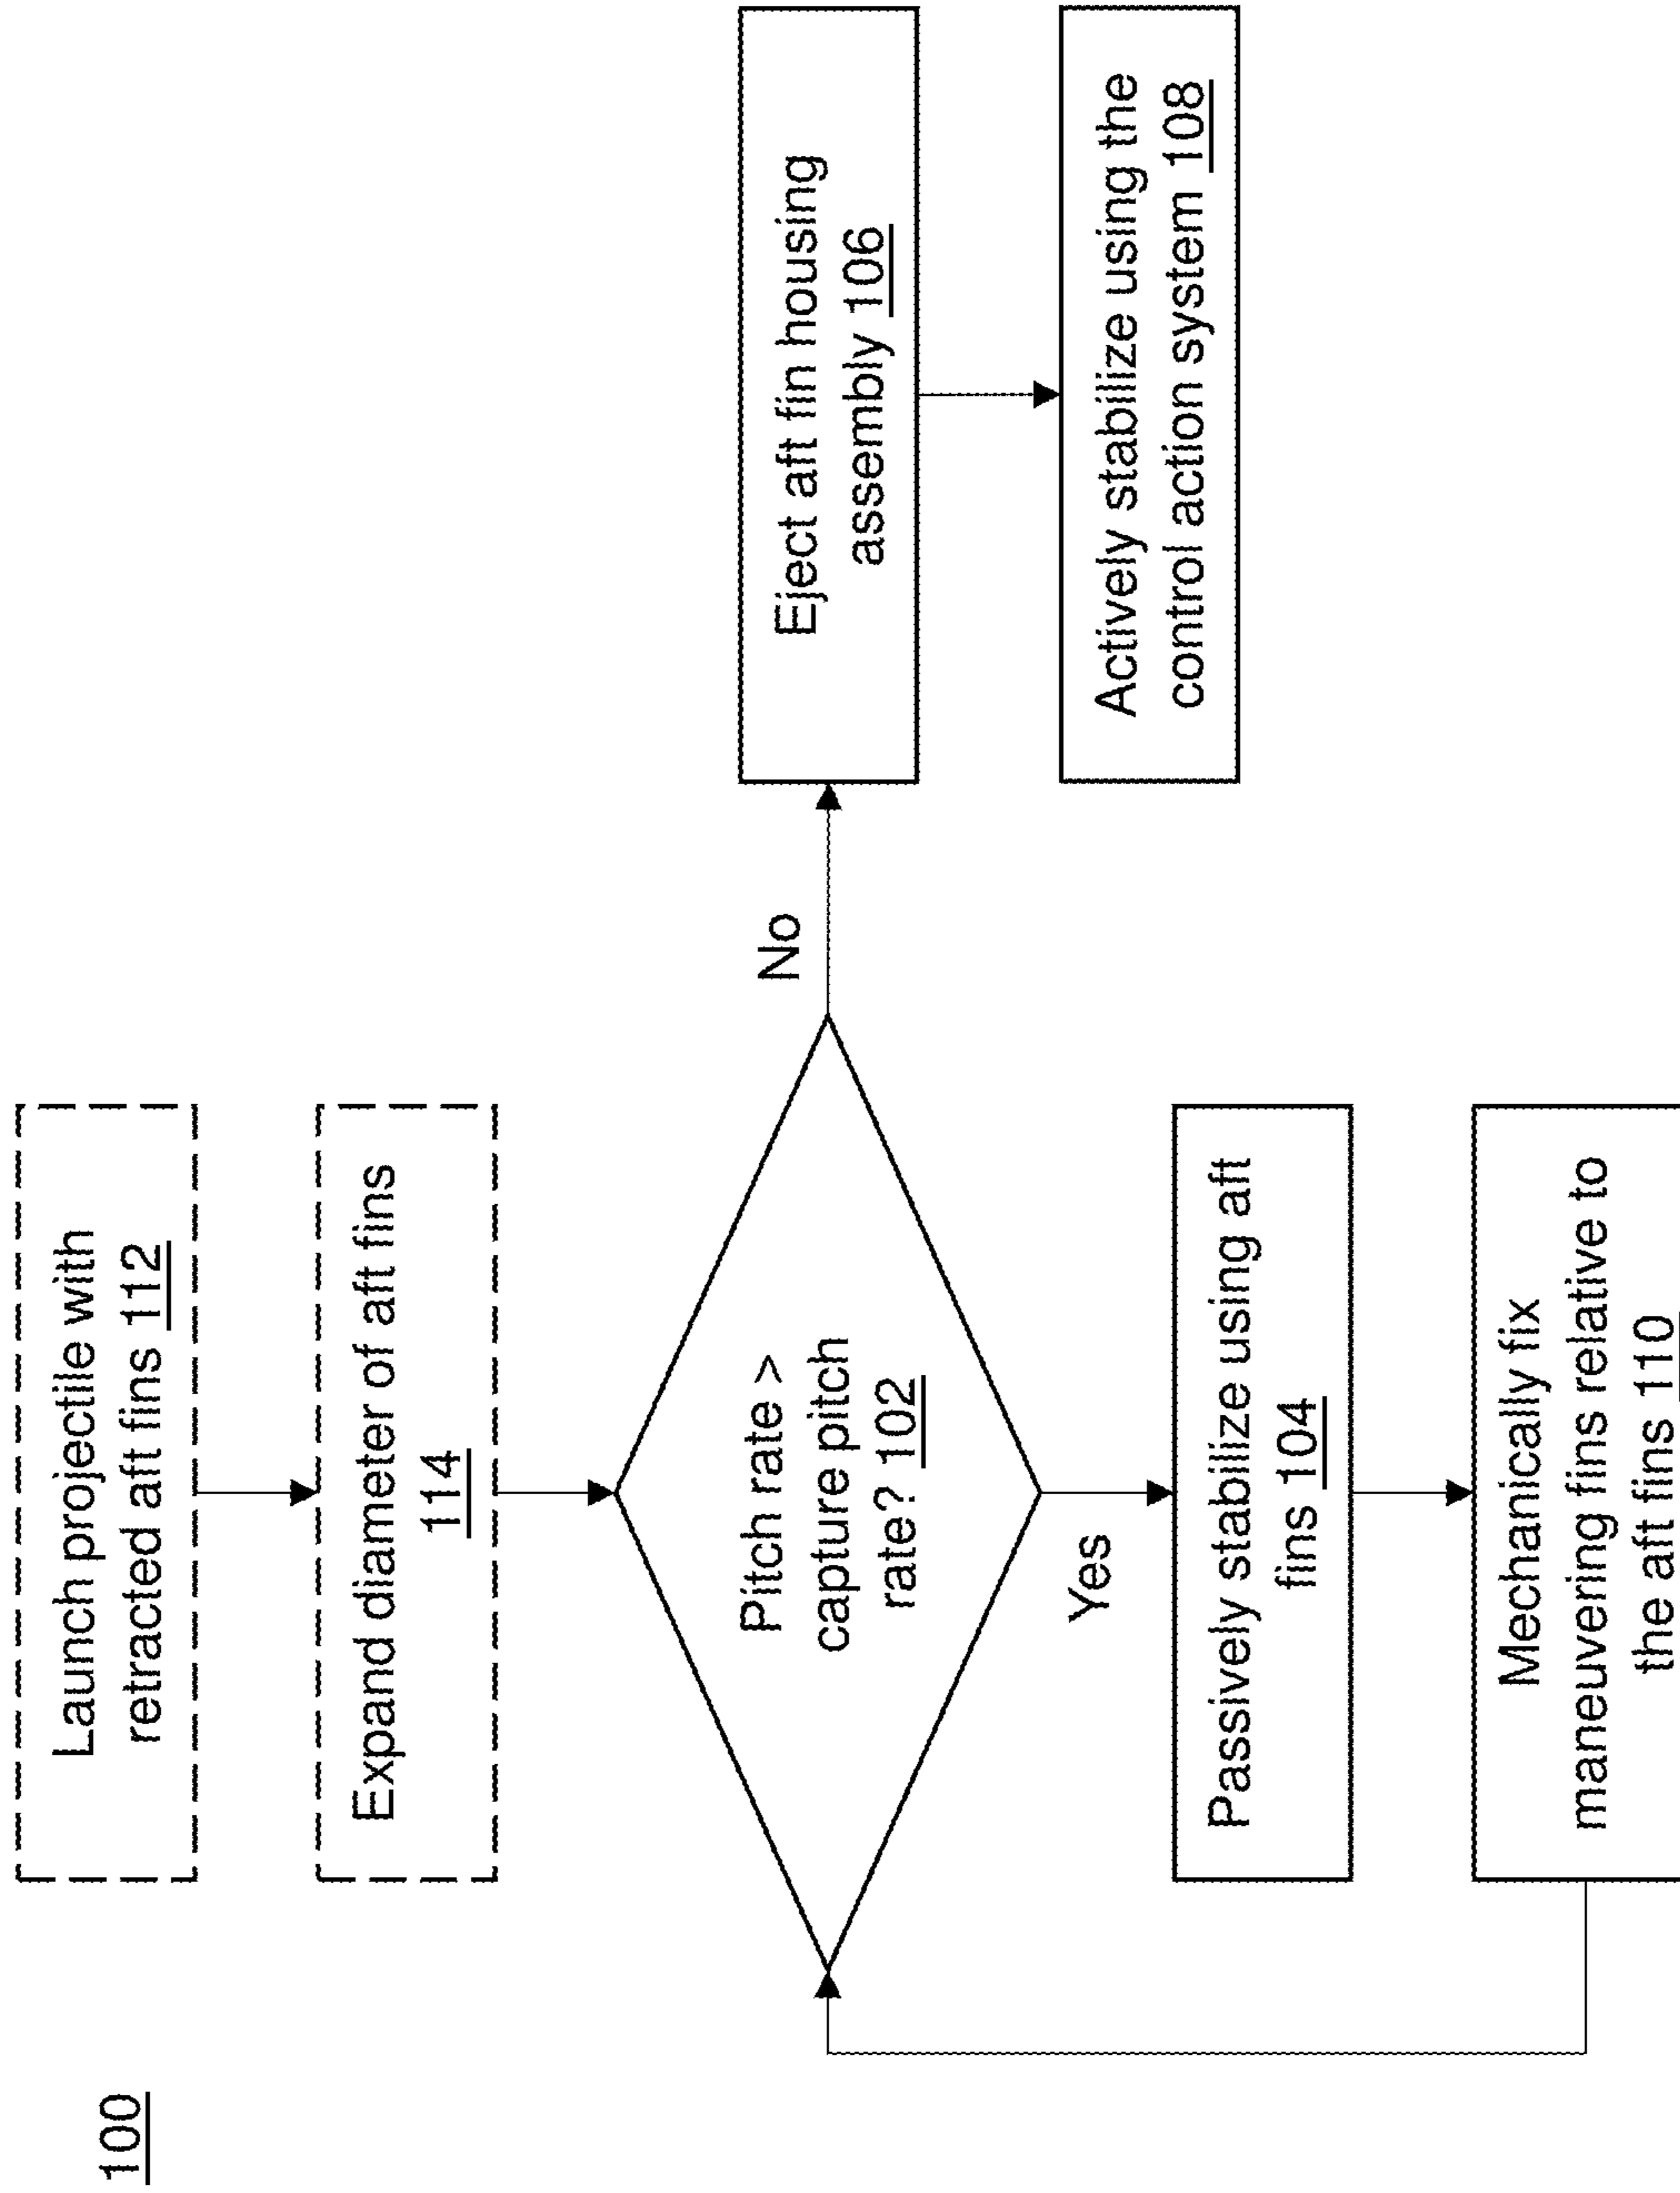 100
Launch projectile with
retracted aft fins 112
Expand diameter of aft fins
114
Pitch rate >
capture pitch
rate? 102
No
Yes
Eject aft fin housing
assembly 106
Actively stabilize using the
control action system 108
Passively stabilize using aft
fins 104
Mechanically fix
maneuvering fins relative to
the aft fins 110